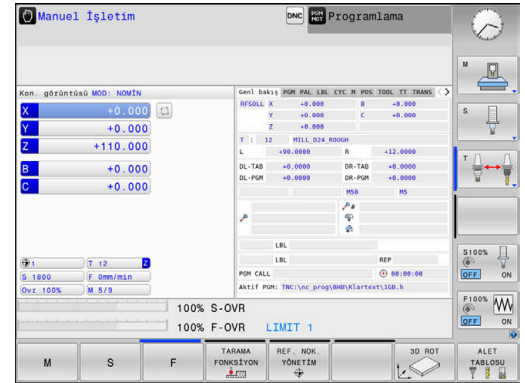 Manuel İşletim
DNC
PGM MGT
Programlama
Kon. görüntüsü MOD: NOMİN
X +0.000
Y +0.000
Z +110.000
B +0.000
C +0.000
1
T 12 Z
S 1800
F 0mm/min
Ovr 100%
M 5/9
Genl bakış PGM PAL LBL CYC M POS TOOL TT TRANS
RFSOLL X +0.000 B +0.000
Y +0.000 C +0.000
Z +0.000
T : 12 MILL_D24_ROUGH
L +90.0000 R +12.0000
DL-TAB +0.0000 DR-TAB +0.0000
DL-PGM +0.0000 DR-PGM +0.0000
M50 M5
LBL
LBL REP
PGM CALL 00:00:00
Aktif PGM: TNC:\nc_prog\BHB\Klartext\1GB.h
100% S-OVR
100% F-OVR LIMIT 1
M
S
T
S100%
OFF ON
F100%
OFF ON
M
S
F
TARAMA FONKSİYON
REF. NOK. YÖNETİM
3D ROT
ALET TABLOSU